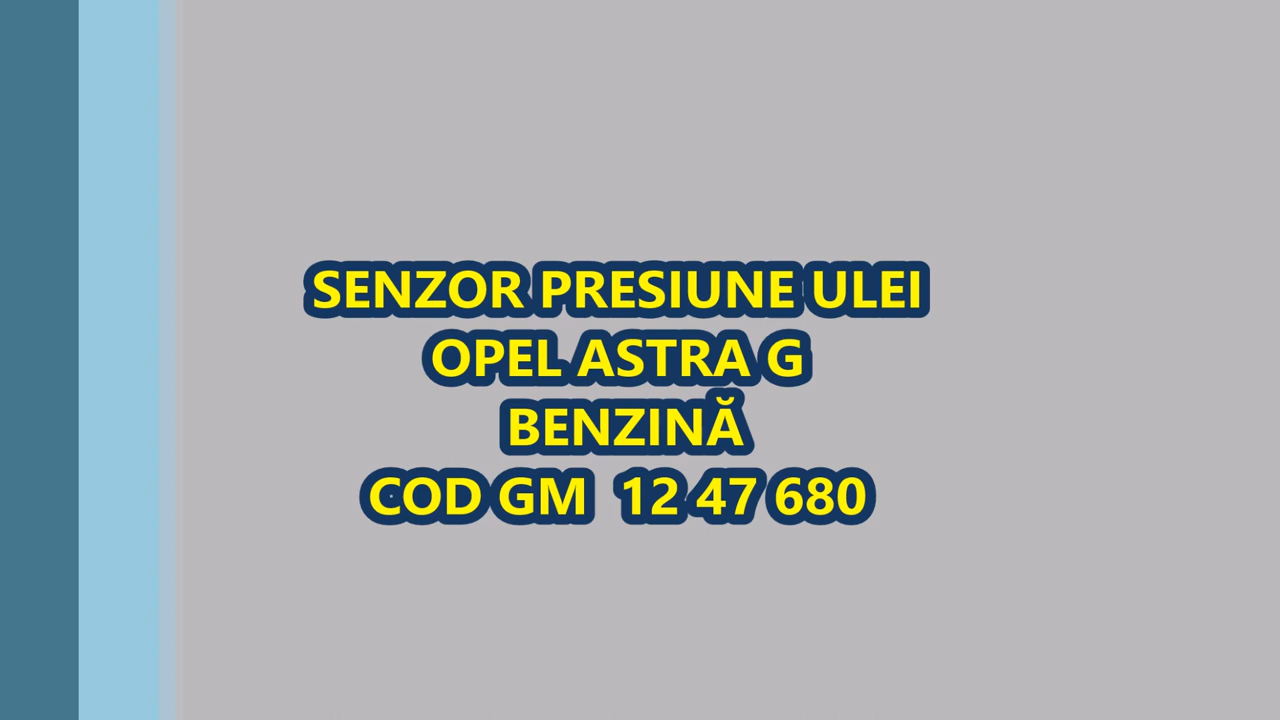 SENZOR PRESIUNE ULEI
OPEL ASTRA G
BENZINĂ
COD GM 12 47 680